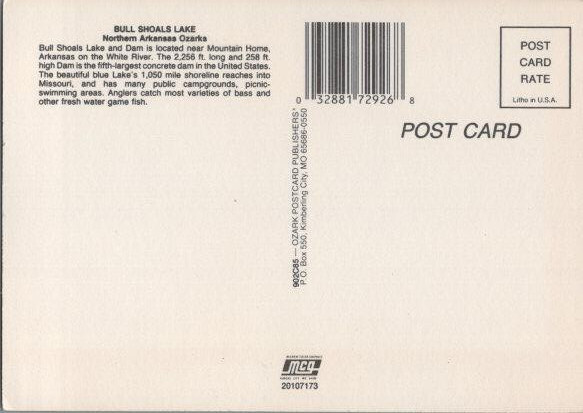 BULL SHOALS LAKE
Northern Arkansas Ozarks
Bull Shoals Lake and Dam is located near Mountain Home,
Arkansas on the White River. The 2,256 ft. long and 258 ft.
high Dam is the fifth-largest concrete dam in the United States.
The beautiful blue Lake's 1,050 mile shoreline reaches into
Missouri, and has many public campgrounds, picnic-
swimming areas. Anglers catch most varieties of bass and
other fresh water game fish.
0 32881 72926 8
POST
CARD
RATE
Litho in U.S.A.
POST CARD
902C85 — OZARK POSTCARD PUBLISHERS®
P.O. Box 550, Kimberling City, MO 65686-0550
mcg
20107173